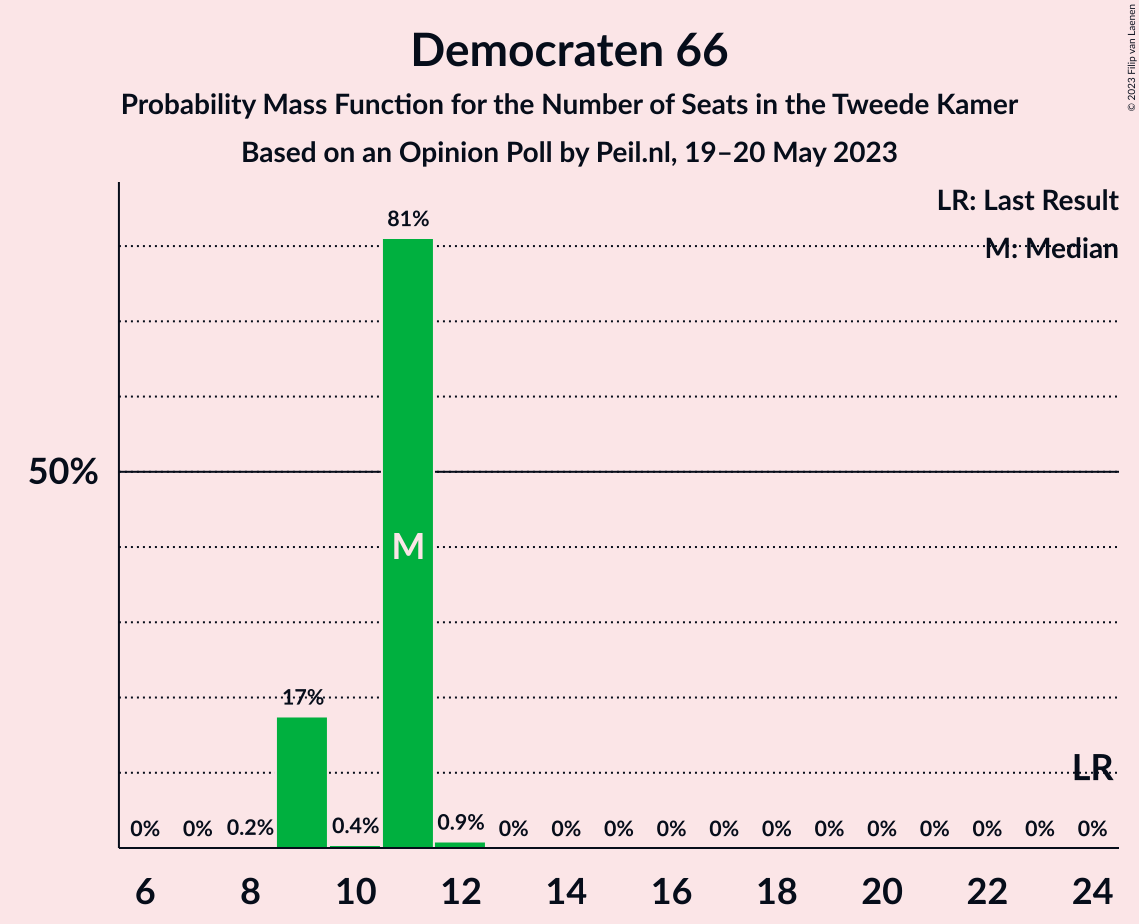 Democraten 66
Probability Mass Function for the Number of Seats in the Tweede Kamer
Based on an Opinion Poll by Peil.nl, 19–20 May 2023
© 2023 Filip van Laenen
LR: Last Result
M: Median
81%
50%
M
17%
LR
0% 0% 0.2% 0.4% 0.9% 0% 0% 0% 0% 0% 0% 0% 0% 0% 0% 0% 0%
6 8 10 12 14 16 18 20 22 24